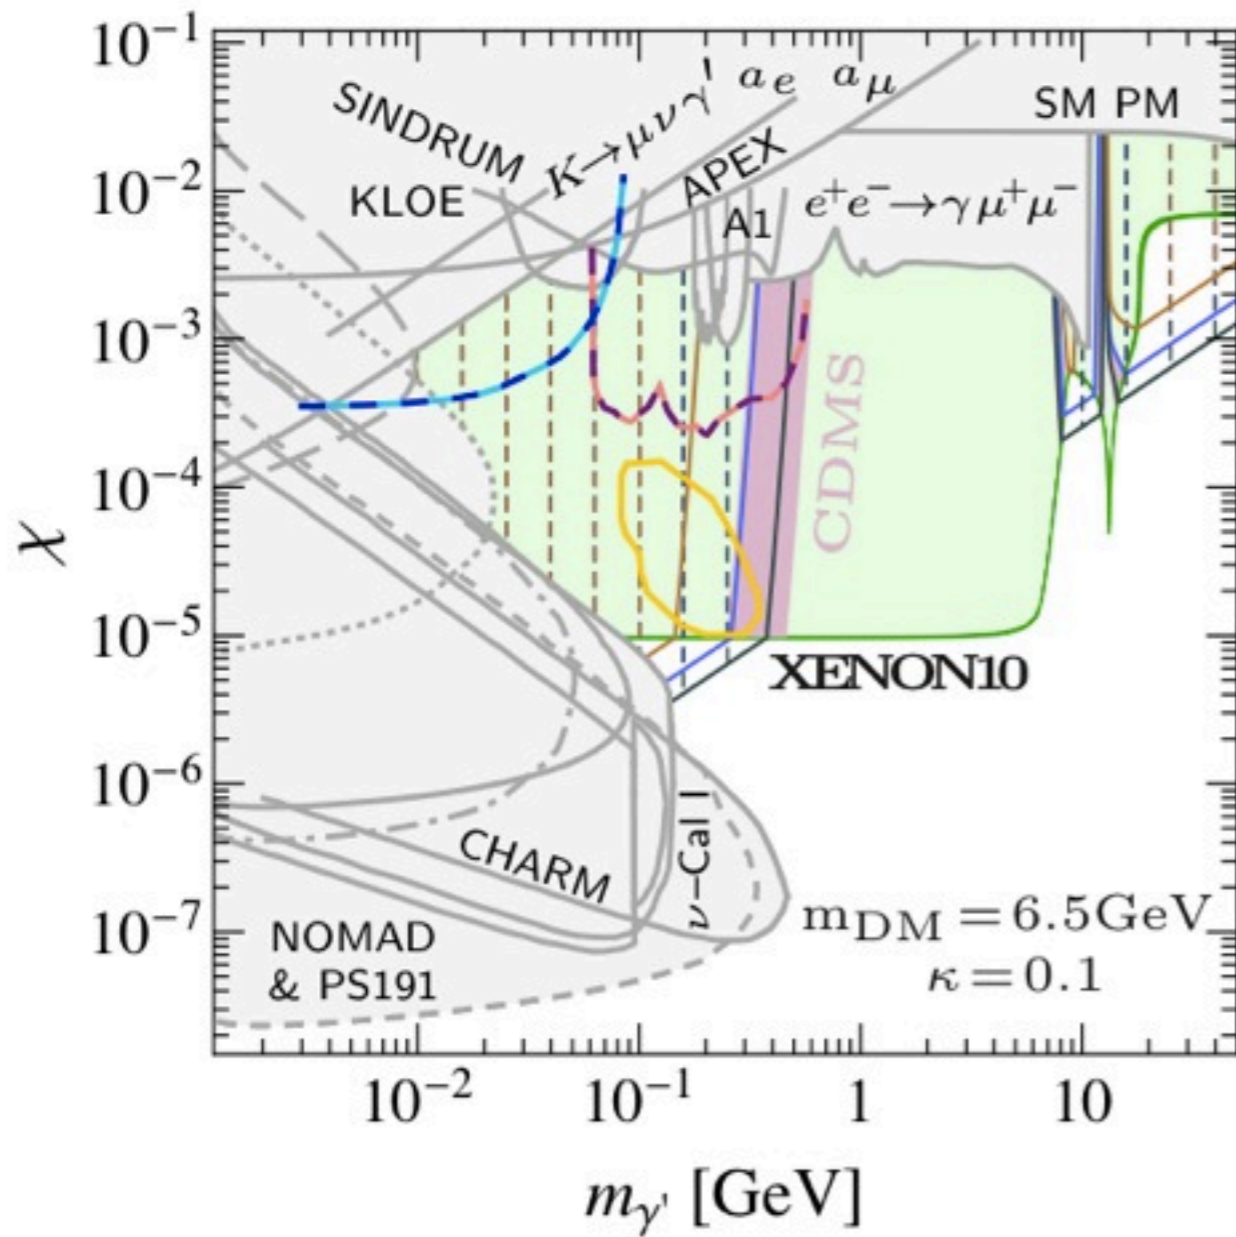 10⁻¹
SINDRUM
K→μνγ'
a_e
a_μ
SM PM
10⁻²
KLOE
APEX
A1
e⁺e⁻→γμ⁺μ⁻
10⁻³
CDMS
10⁻⁴
χ
10⁻⁵
XENON10
10⁻⁶
CHARM
ν−Cal I
10⁻⁷
NOMAD
& PS191
m_DM = 6.5GeV
κ = 0.1
10⁻² 10⁻¹ 1 10
m_γ' [GeV]